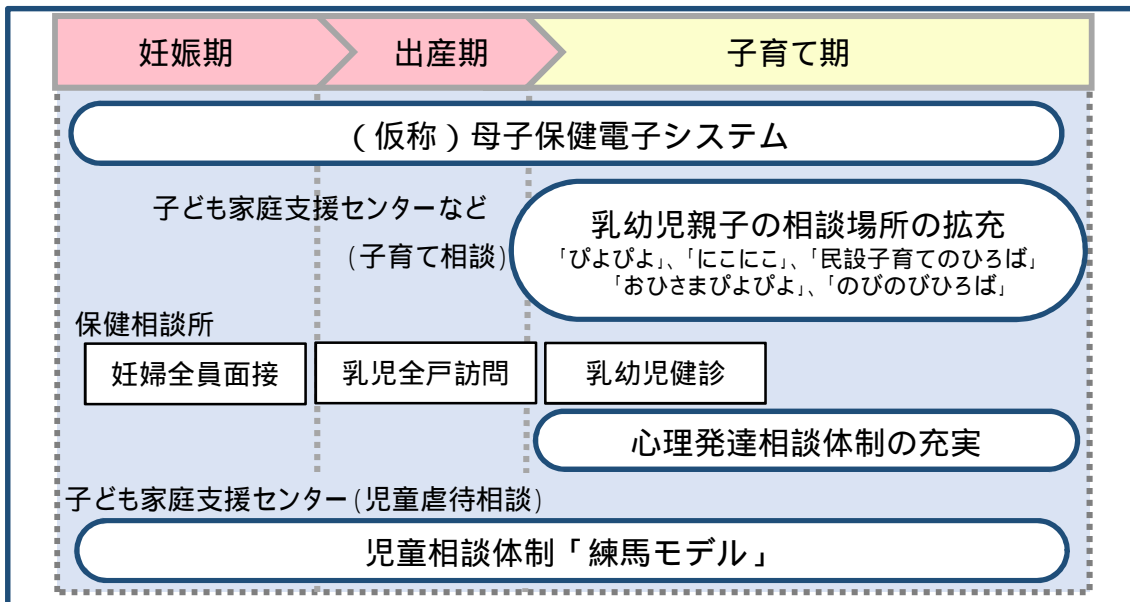 妊娠期
出産期
子育て期
（仮称）母子保健電子システム
子ども家庭支援センターなど
(子育て相談)
乳幼児親子の相談場所の拡充
「ぴよぴよ」、「にこにこ」、「民設子育てのひろば」
「おひさまぴよぴよ」、「のびのびひろば」
保健相談所
妊婦全員面接
乳児全戸訪問
乳幼児健診
心理発達相談体制の充実
子ども家庭支援センター(児童虐待相談)
児童相談体制「練馬モデル」